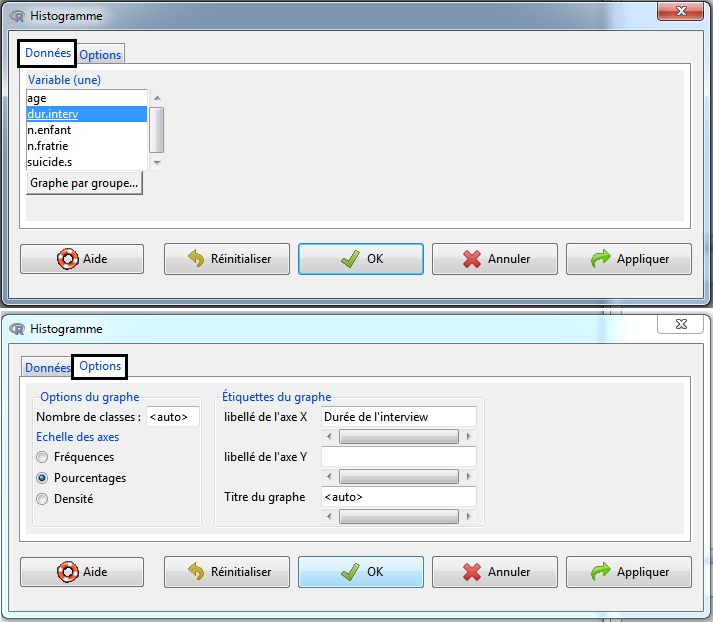 Histogramme
Données Options
Variable (une)
age
dur.interv
n.enfant
n.fratrie
suicide.s
Graphe par groupe...
Aide Réinitialiser OK Annuler Appliquer
Histogramme
Données Options
Options du graphe
Nombre de classes : <auto>
Echelle des axes
Fréquences
Pourcentages
Densité
Étiquettes du graphe
libellé de l'axe X Durée de l'interview
libellé de l'axe Y
Titre du graphe <auto>
Aide Réinitialiser OK Annuler Appliquer